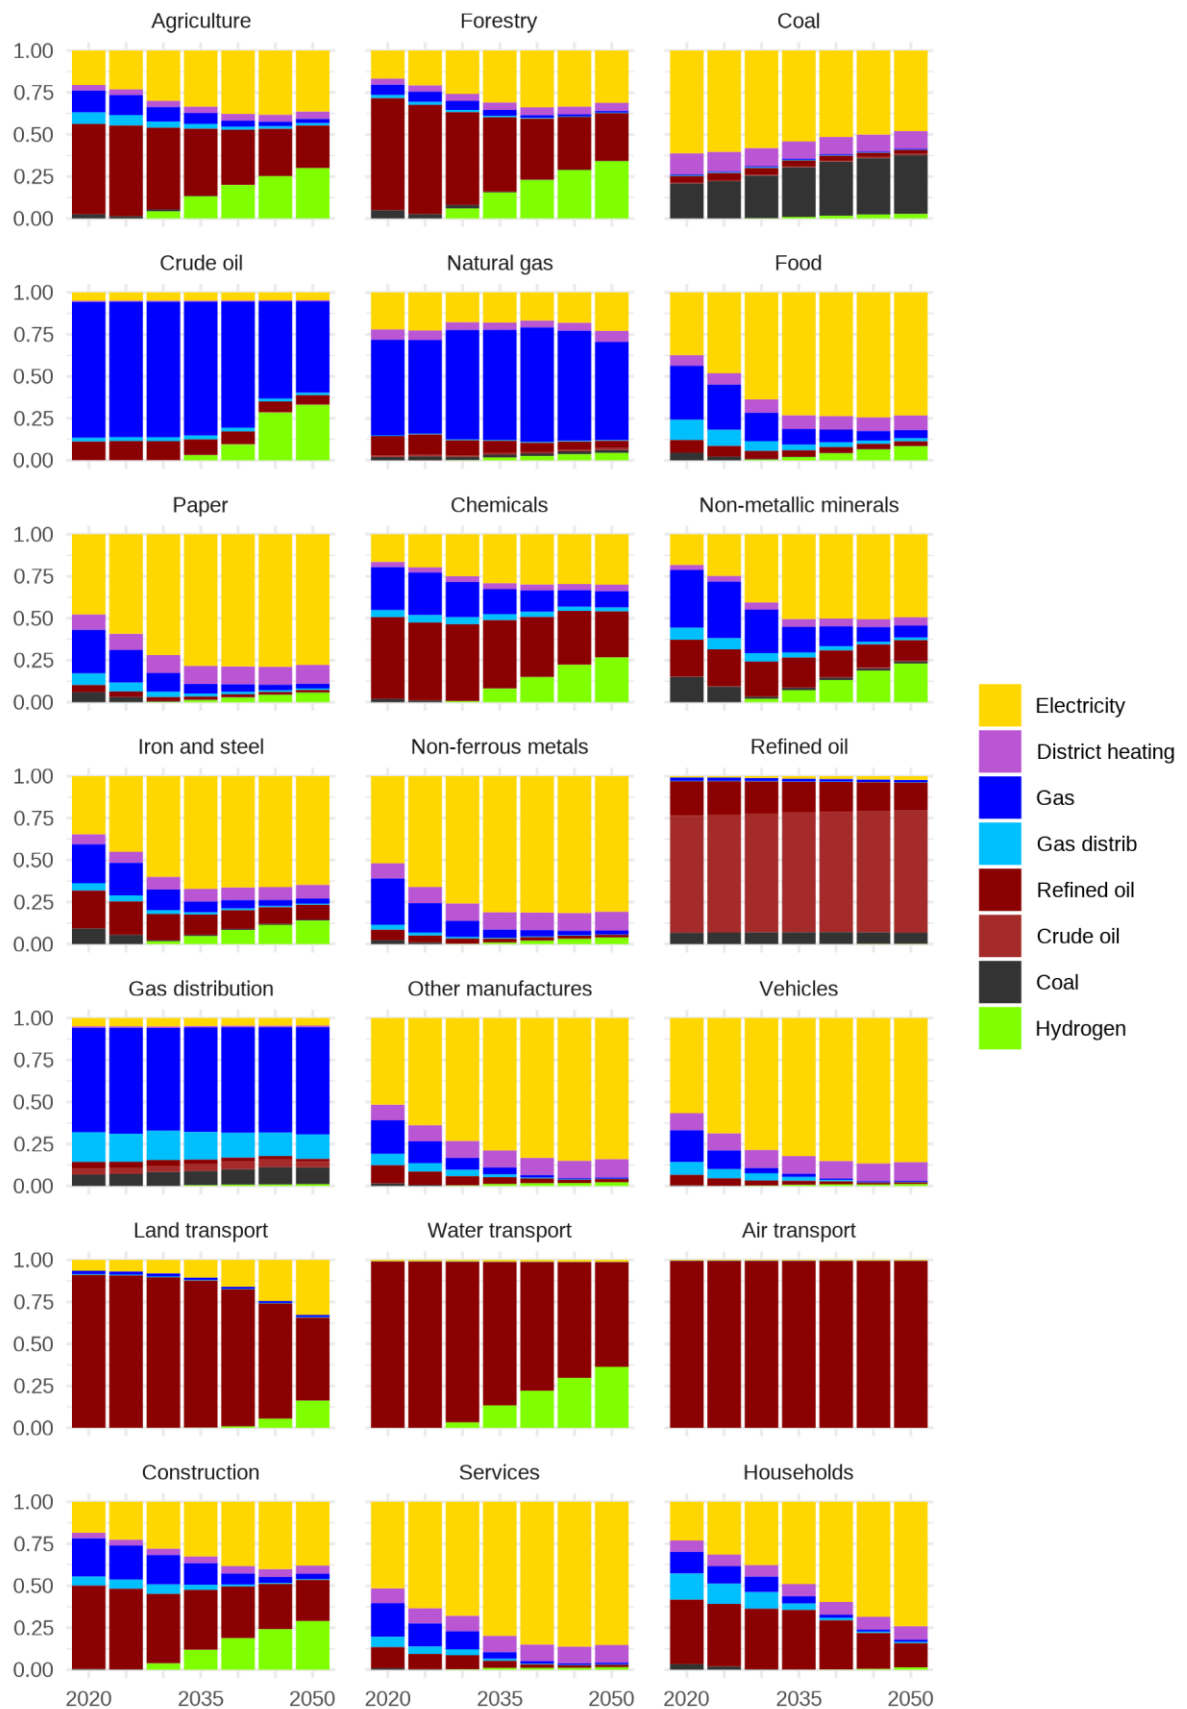 Agriculture Forestry Coal
1.00
0.75
0.50
0.25
0.00
Crude oil Natural gas Food
1.00
0.75
0.50
0.25
0.00
Paper Chemicals Non-metallic minerals
1.00
0.75
0.50
0.25
0.00
Iron and steel Non-ferrous metals Refined oil
1.00
0.75
0.50
0.25
0.00
Gas distribution Other manufactures Vehicles
1.00
0.75
0.50
0.25
0.00
Land transport Water transport Air transport
1.00
0.75
0.50
0.25
0.00
Construction Services Households
1.00
0.75
0.50
0.25
0.00
2020 2035 2050 2020 2035 2050 2020 2035 2050
Electricity
District heating
Gas
Gas distrib
Refined oil
Crude oil
Coal
Hydrogen